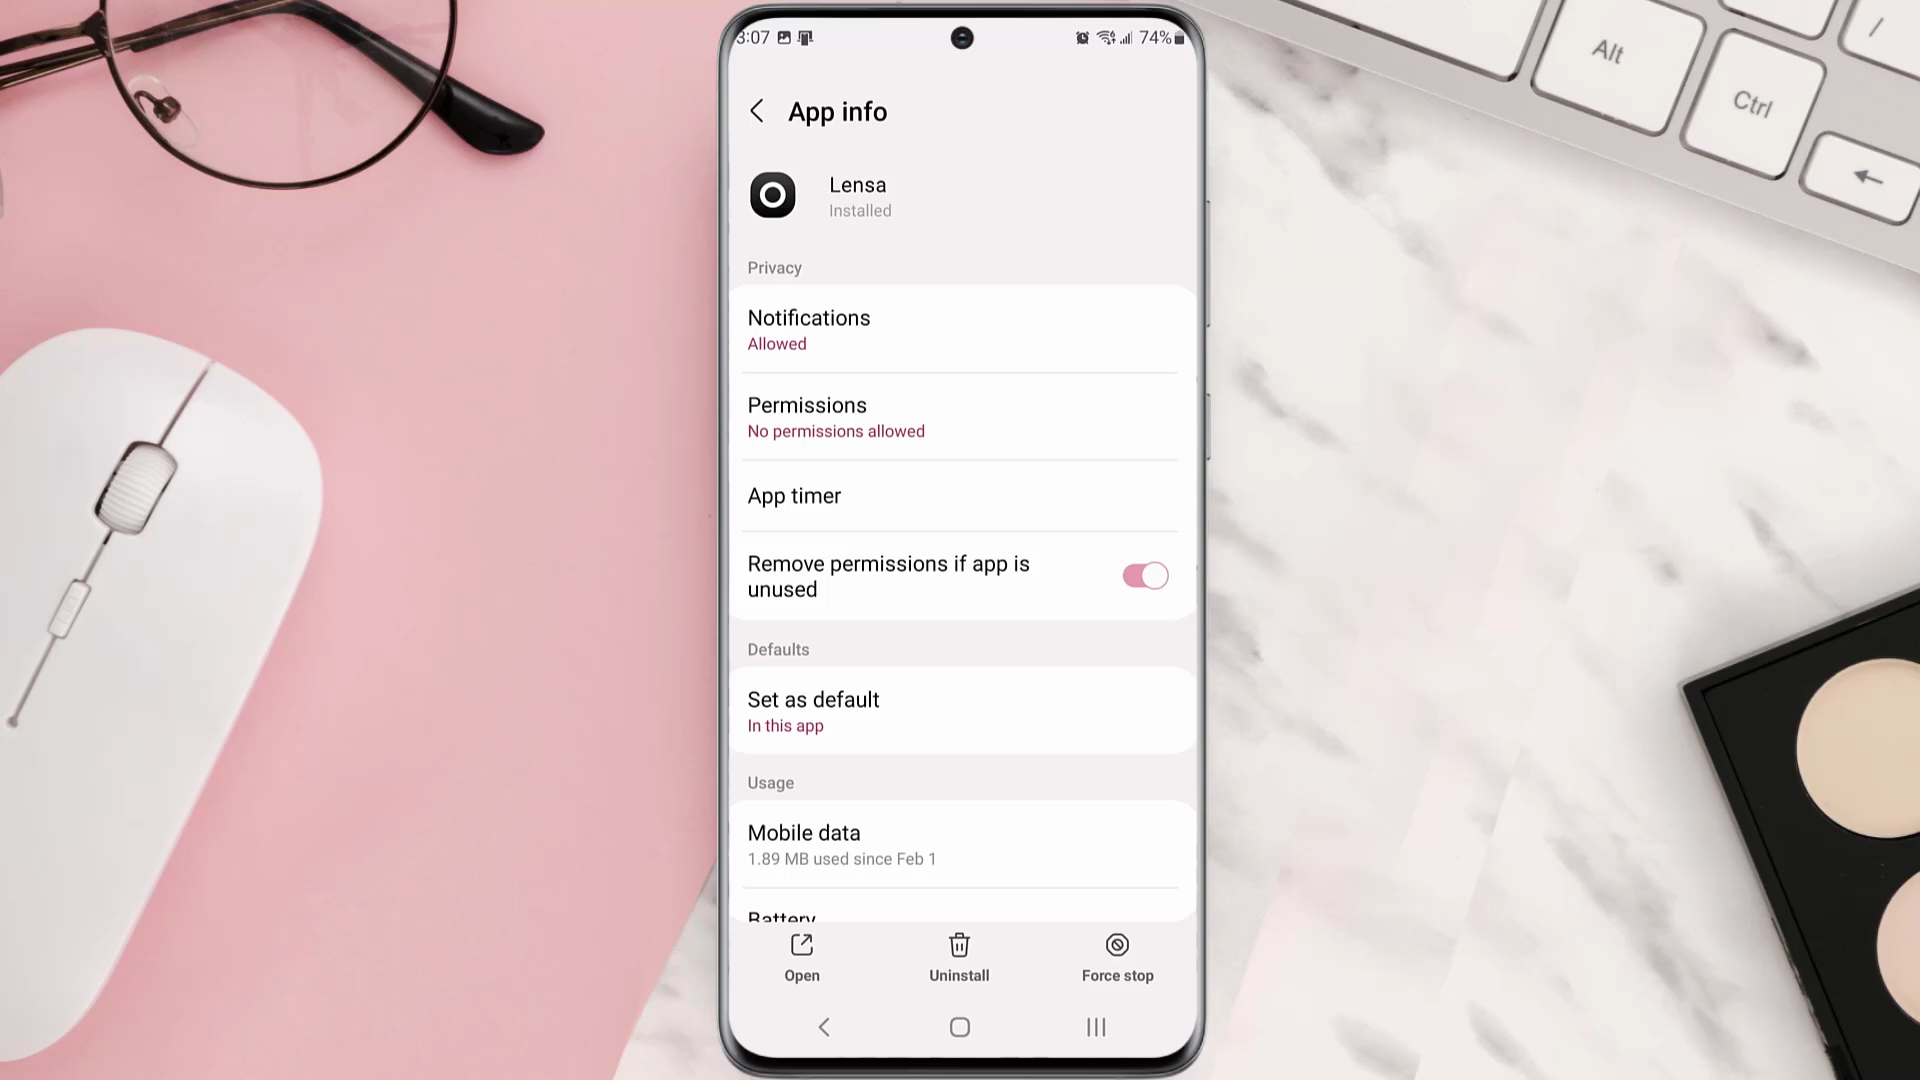 3:07
74%
App info
Lensa
Installed
Privacy
Notifications
Allowed
Permissions
No permissions allowed
App timer
Remove permissions if app is
unused
Defaults
Set as default
In this app
Usage
Mobile data
1.89 MB used since Feb 1
Battery
Open
Uninstall
Force stop
Alt
Ctrl
/
←